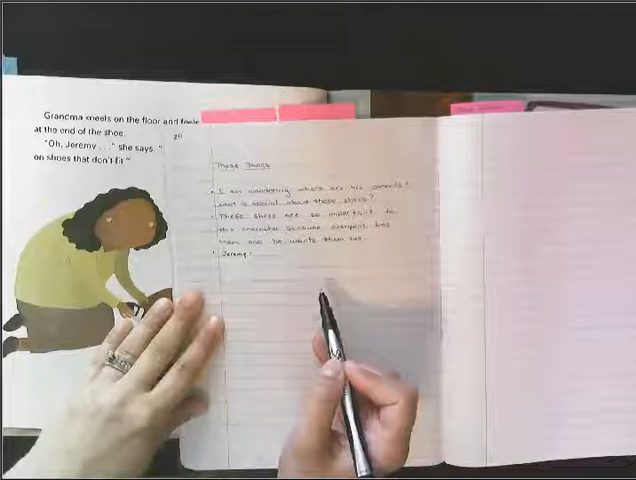 Grandma kneels on the floor and feels
at the end of the shoe.
"Oh, Jeremy . . ." she says. "
on shoes that don't fit."
20
Those Shoes
• I am wondering where are his parents?
What is special about these shoes?
• These shoes are so important to
this character because everyone has
them and he wants them too.
• Jeremy: